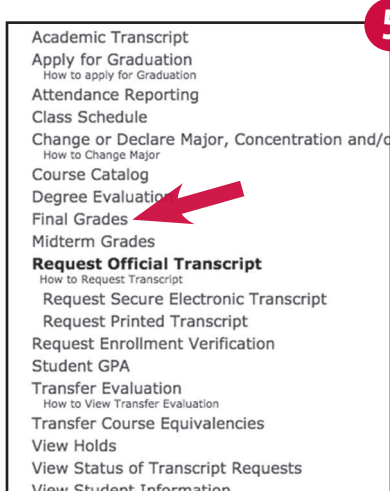 5
Academic Transcript
Apply for Graduation
How to apply for Graduation
Attendance Reporting
Class Schedule
Change or Declare Major, Concentration and/
How to Change Major
Course Catalog
Degree Evaluation
Final Grades
Midterm Grades
Request Official Transcript
How to Request Transcript
Request Secure Electronic Transcript
Request Printed Transcript
Request Enrollment Verification
Student GPA
Transfer Evaluation
How to View Transfer Evaluation
Transfer Course Equivalencies
View Holds
View Status of Transcript Requests
View Student Information